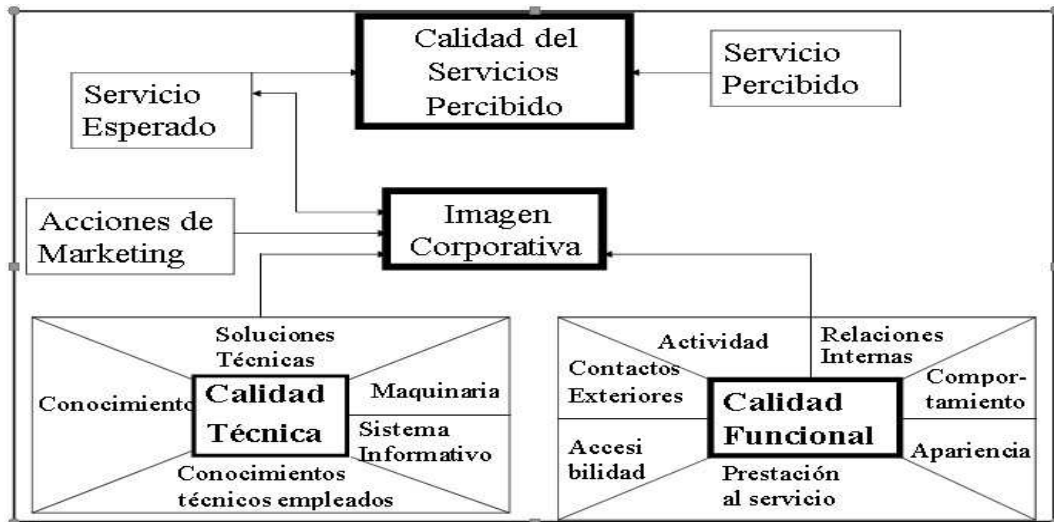 Calidad del
Servicios
Percibido
Servicio
Esperado
Servicio
Percibido
Acciones de
Marketing
Imagen
Corporativa
Soluciones
Técnicas
Conocimiento
Calidad
Técnica
Maquinaria
Sistema
Informativo
Conocimientos
técnicos empleados
Actividad
Relaciones
Internas
Contactos
Exteriores
Calidad
Funcional
Compor-
tamiento
Accesi
bilidad
Prestación
al servicio
Apariencia